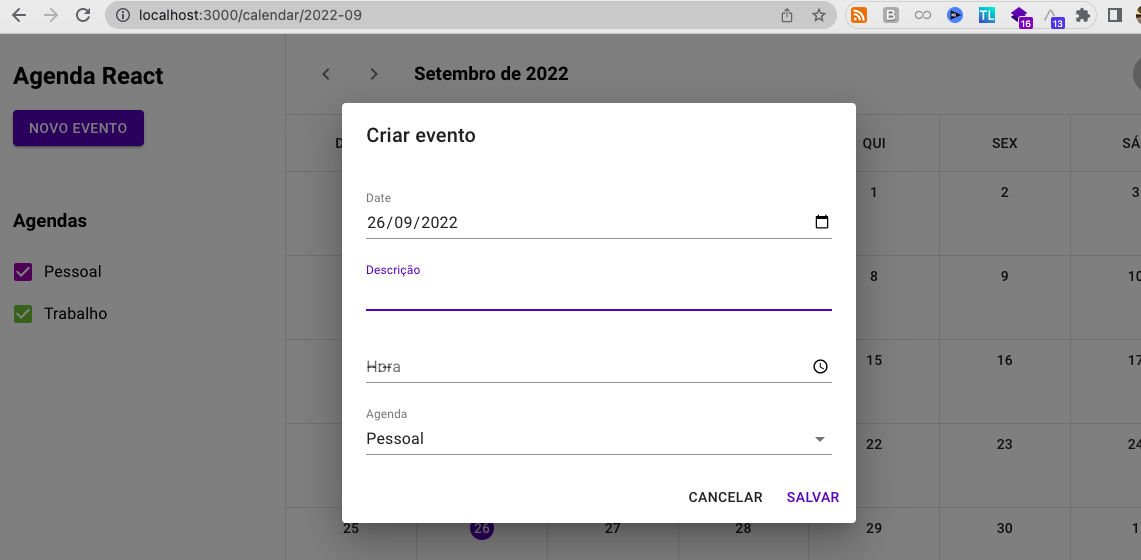 localhost:3000/calendar/2022-09
B
TL
16
13
Agenda React
Setembro de 2022
NOVO EVENTO
Criar evento
D
QUI
SEX
SÁ
Date
26/09/2022
1
2
3
Agendas
Pessoal
Trabalho
Descrição
8
9
10
Hora
15
16
17
Agenda
Pessoal
22
23
24
CANCELAR
SALVAR
25
26
27
28
29
30
1